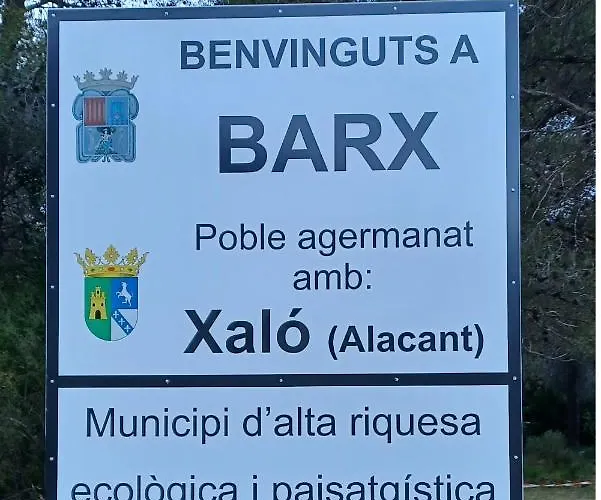 BENVINGUTS A
BARX
Poble agermanat
amb:
Xaló (Alacant)
Municipi d'alta riquesa
ecològica i paisatgística